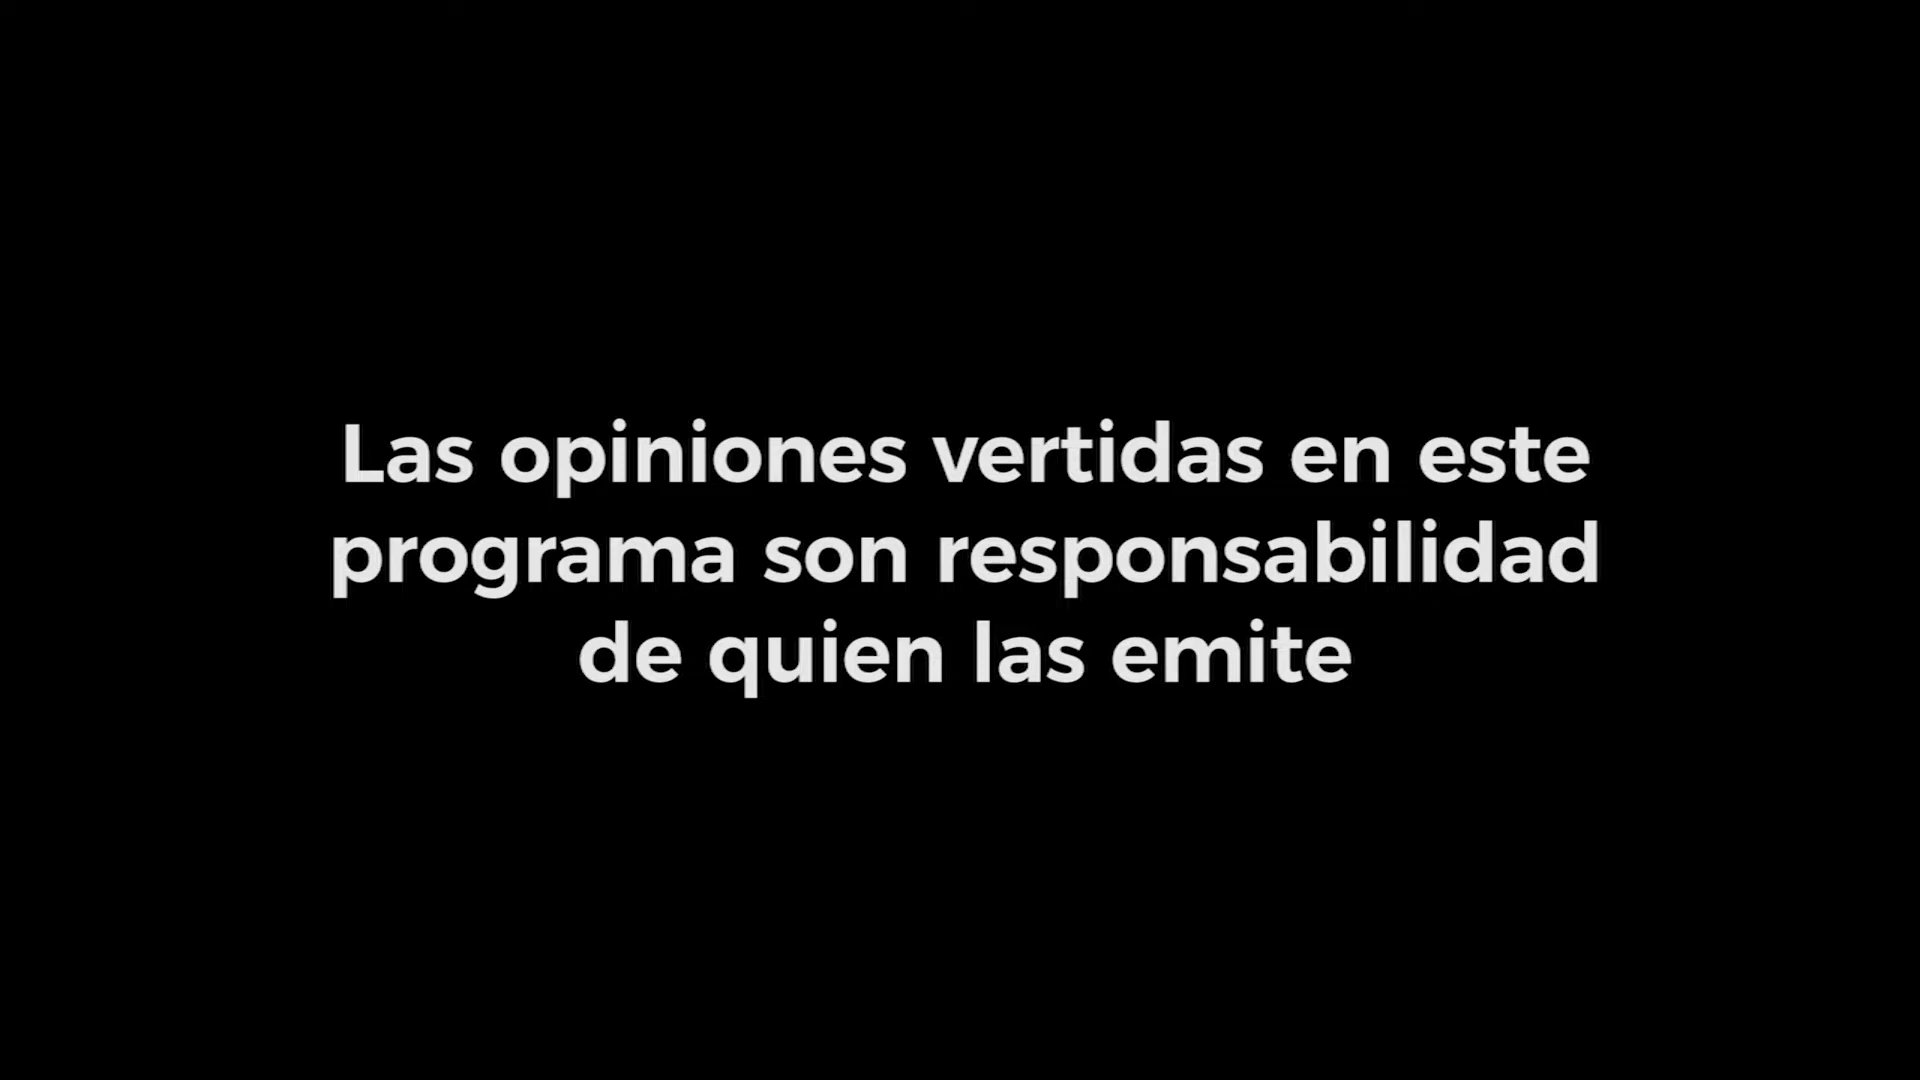 Las opiniones vertidas en este
programa son responsabilidad
de quien las emite